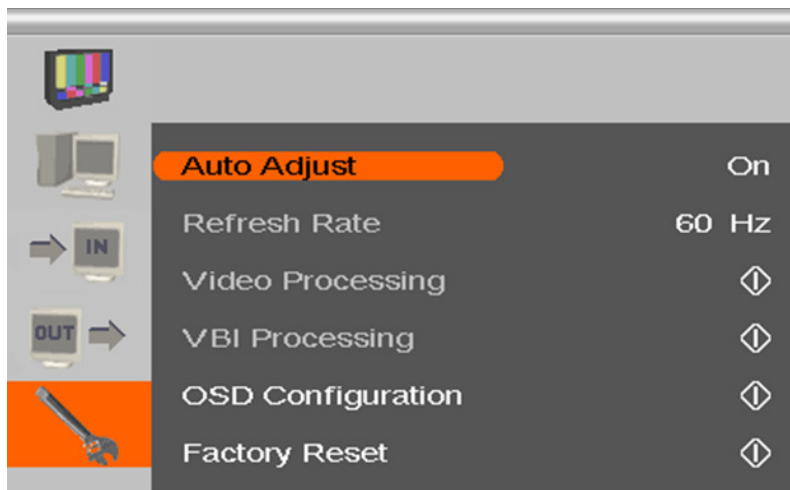 Auto Adjust On
Refresh Rate 60 Hz
IN
Video Processing
OUT
VBI Processing
OSD Configuration
Factory Reset